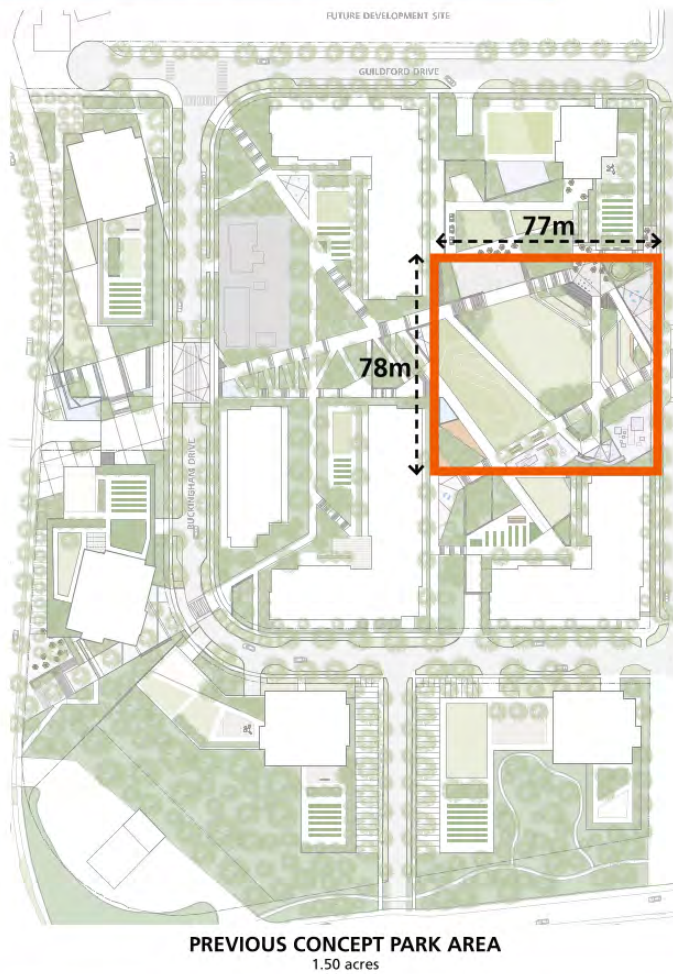 FUTURE DEVELOPMENT SITE
GUILDFORD DRIVE
77m
78m
BUCKINGHAM DRIVE
PREVIOUS CONCEPT PARK AREA
1.50 acres